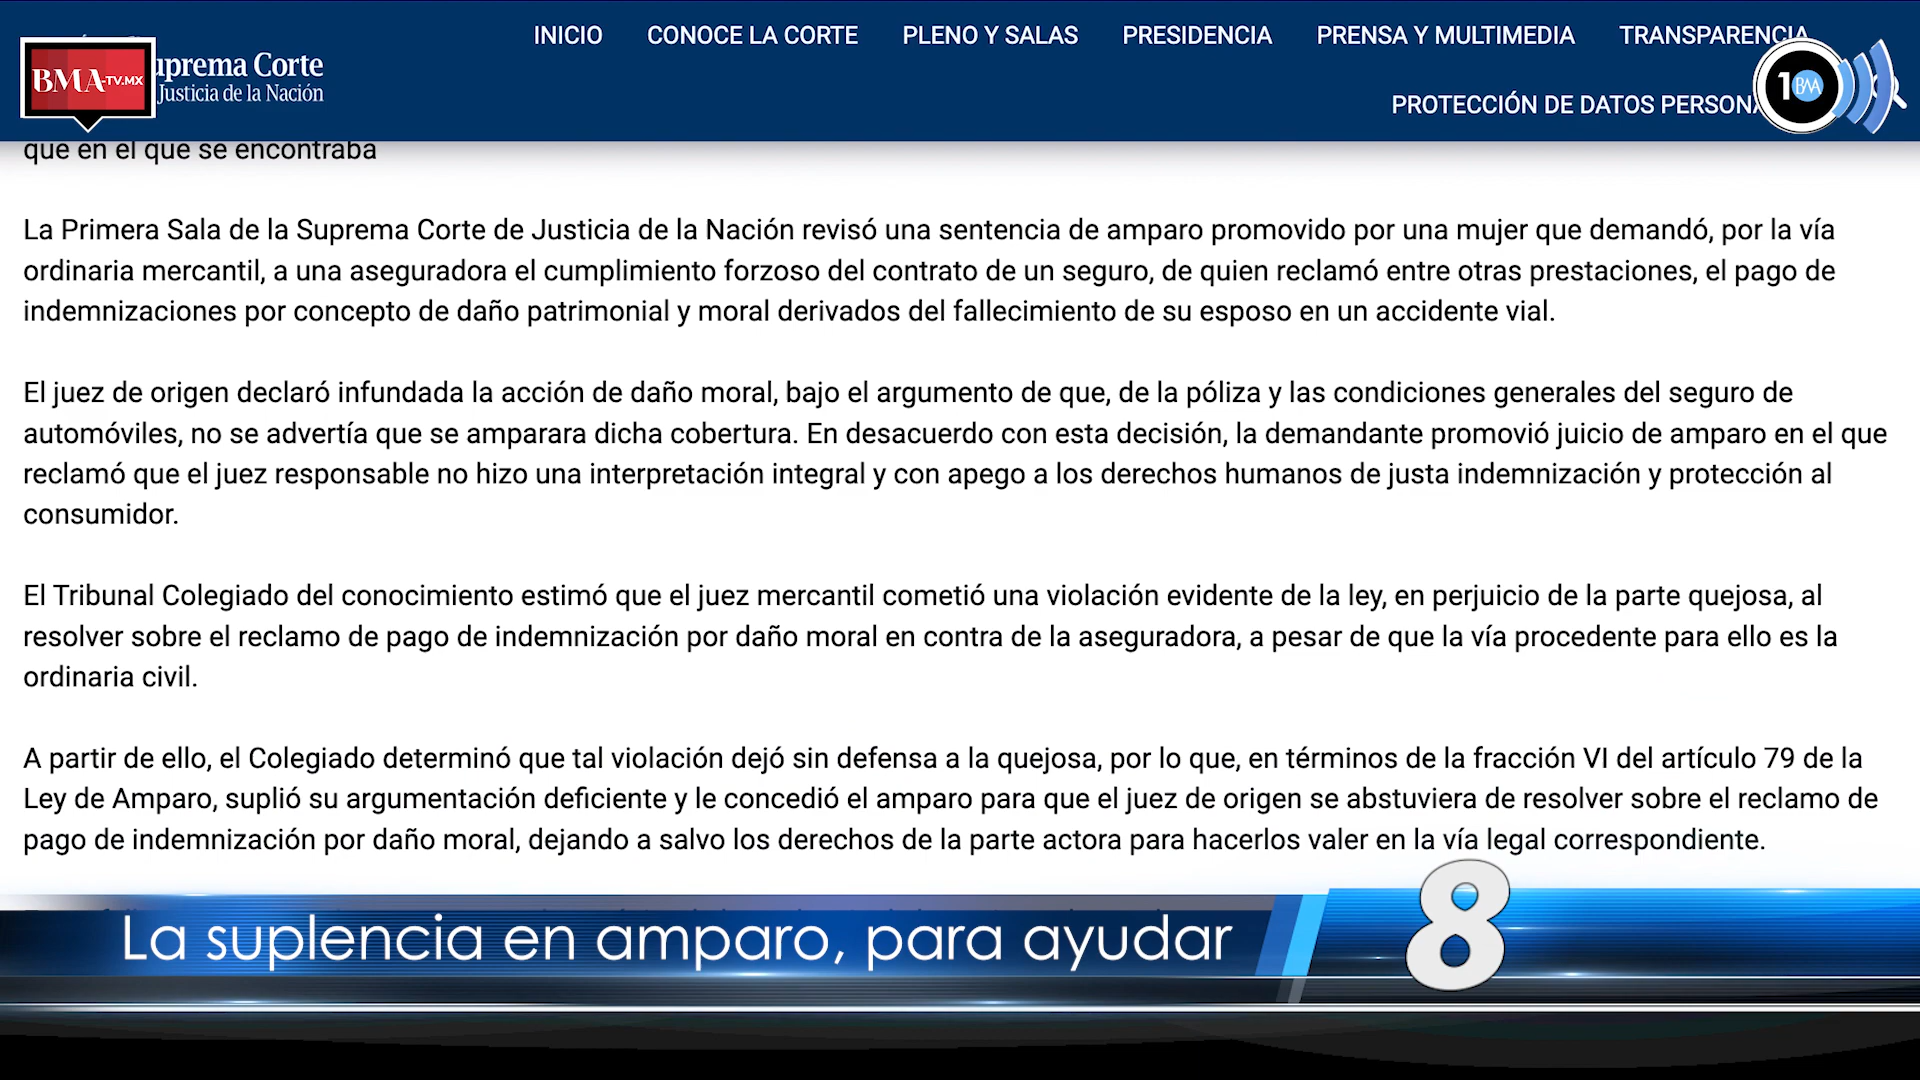 INICIO CONOCE LA CORTE PLENO Y SALAS PRESIDENCIA PRENSA Y MULTIMEDIA TRANSPARENCIA
BMA-TV.MX
Suprema Corte
Justicia de la Nación
10 BMA
PROTECCIÓN DE DATOS
que en el que se encontraba
La Primera Sala de la Suprema Corte de Justicia de la Nación revisó una sentencia de amparo promovido por una mujer que demandó, por la vía
ordinaria mercantil, a una aseguradora el cumplimiento forzoso del contrato de un seguro, de quien reclamó entre otras prestaciones, el pago de
indemnizaciones por concepto de daño patrimonial y moral derivados del fallecimiento de su esposo en un accidente vial.
El juez de origen declaró infundada la acción de daño moral, bajo el argumento de que, de la póliza y las condiciones generales del seguro de
automóviles, no se advertía que se amparara dicha cobertura. En desacuerdo con esta decisión, la demandante promovió juicio de amparo en el que
reclamó que el juez responsable no hizo una interpretación integral y con apego a los derechos humanos de justa indemnización y protección al
consumidor.
El Tribunal Colegiado del conocimiento estimó que el juez mercantil cometió una violación evidente de la ley, en perjuicio de la parte quejosa, al
resolver sobre el reclamo de pago de indemnización por daño moral en contra de la aseguradora, a pesar de que la vía procedente para ello es la
ordinaria civil.
A partir de ello, el Colegiado determinó que tal violación dejó sin defensa a la quejosa, por lo que, en términos de la fracción VI del artículo 79 de la
Ley de Amparo, suplió su argumentación deficiente y le concedió el amparo para que el juez de origen se abstuviera de resolver sobre el reclamo de
pago de indemnización por daño moral, dejando a salvo los derechos de la parte actora para hacerlos valer en la vía legal correspondiente.
La suplencia en amparo, para ayudar
8